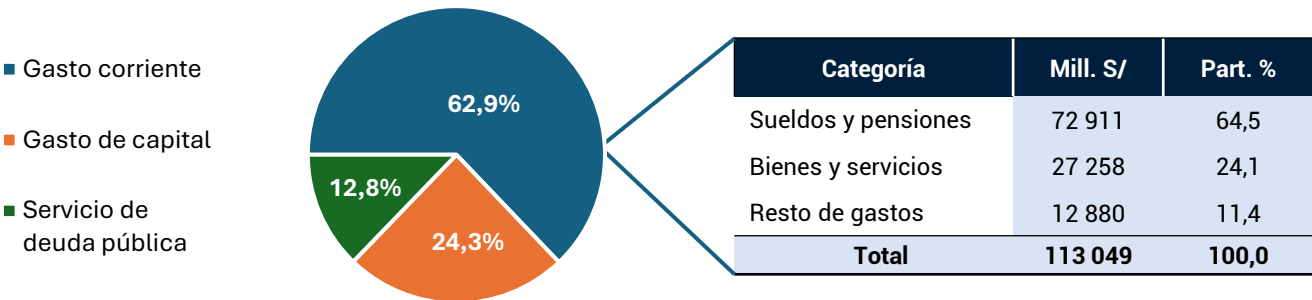 Gasto corriente
Gasto de capital
Servicio de
deuda pública
62,9%
12,8%
24,3%
Categoría Mill. S/ Part. %
Sueldos y pensiones 72 911 64,5
Bienes y servicios 27 258 24,1
Resto de gastos 12 880 11,4
Total 113 049 100,0